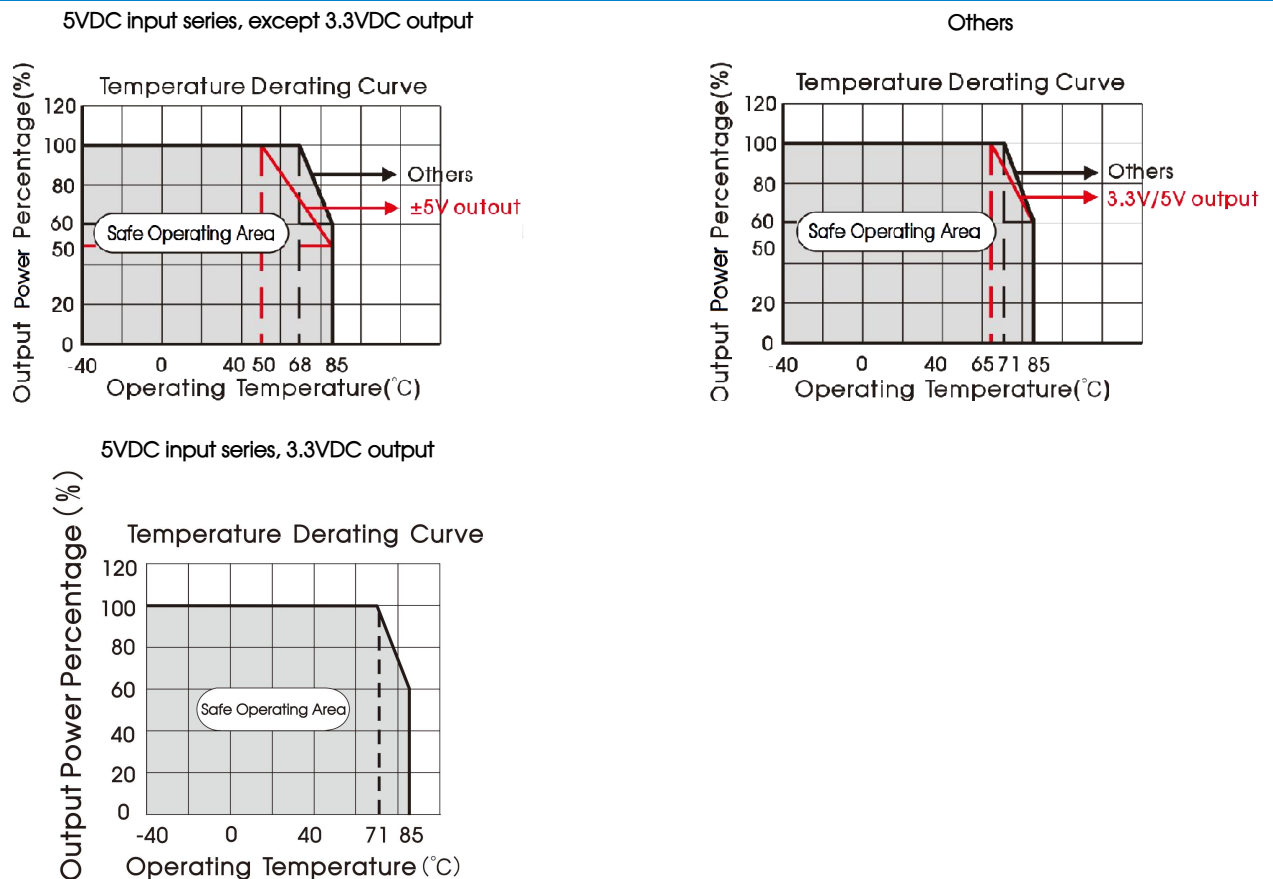 5VDC input series, except 3.3VDC output
Temperature Derating Curve
Output Power Percentage(%)
120
100
80
60
50
20
0
Safe Operating Area
Others
±5V outout
-40 0 40 50 68 85
Operating Temperature(°C)
Others
Temperature Derating Curve
Output Power Percentage(%)
120
100
80
60
50
20
0
Safe Operating Area
Others
3.3V/5V output
-40 0 40 65 71 85
Operating Temperature(°C)
5VDC input series, 3.3VDC output
Temperature Derating Curve
Output Power Percentage(%)
120
100
80
60
40
20
0
Safe Operating Area
-40 0 40 71 85
Operating Temperature(°C)